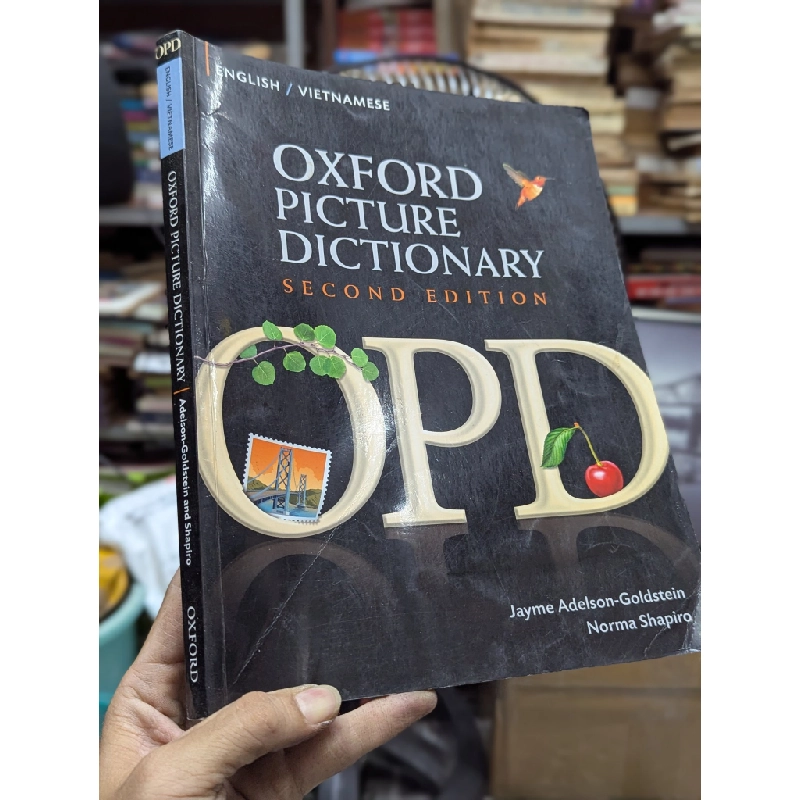 ENGLISH / VIETNAMESE
OXFORD
PICTURE
DICTIONARY
SECOND EDITION
OPD
Jayme Adelson-Goldstein
Norma Shapiro
OPD
ENGLISH / VIETNAMESE
OXFORD PICTURE DICTIONARY
Adelson-Goldstein and Shapiro
OXFORD